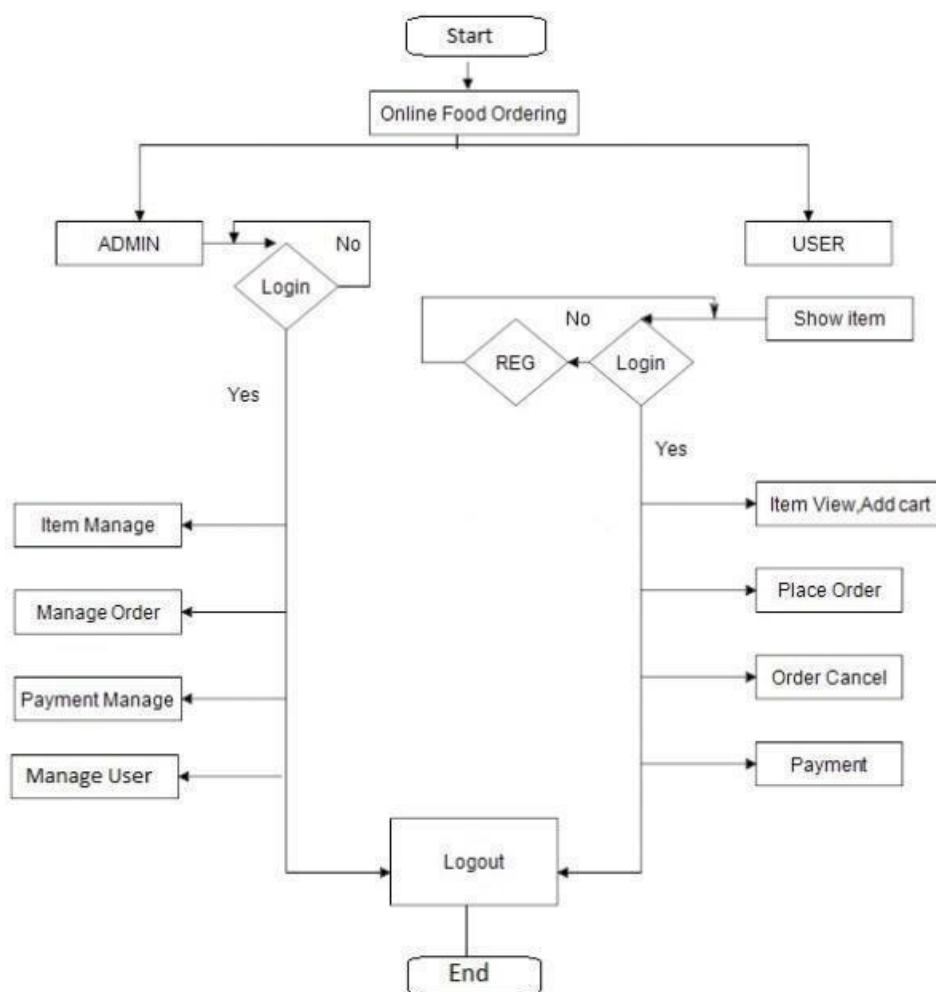 Start
Online Food Ordering
ADMIN
USER
No
Login
Show item
No
REG
Login
Yes
Yes
Item View,Add cart
Item Manage
Place Order
Manage Order
Order Cancel
Payment Manage
Payment
Manage User
Logout
End